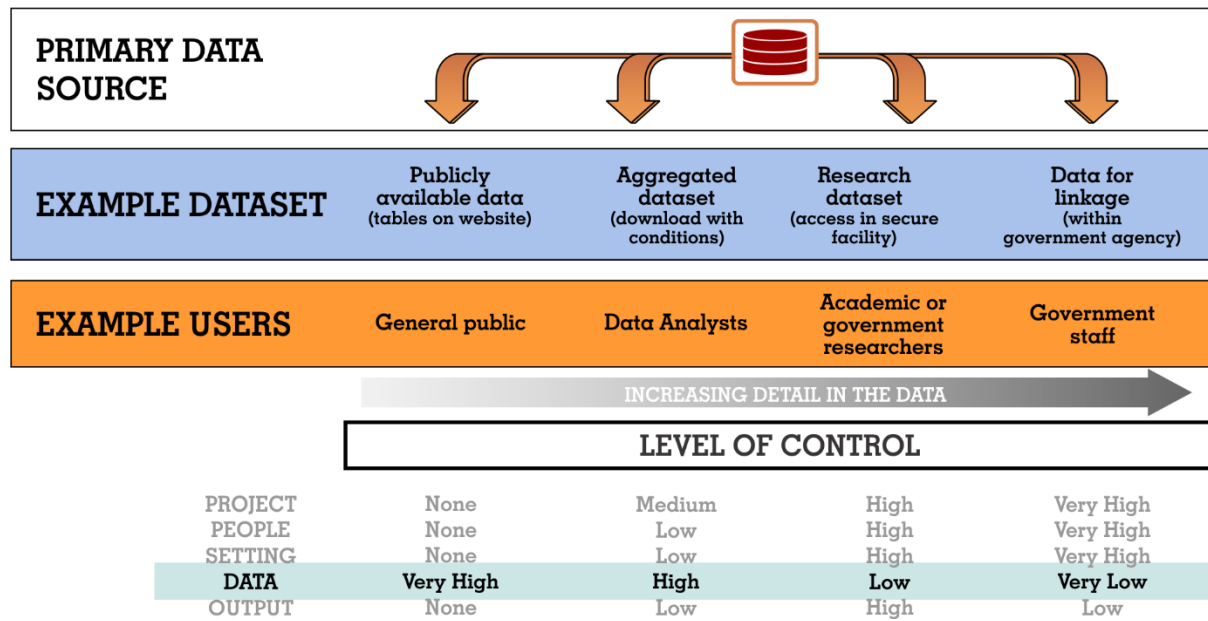 PRIMARY DATA
SOURCE
EXAMPLE DATASET
Publicly
available data
(tables on website)
Aggregated
dataset
(download with
conditions)
Research
dataset
(access in secure
facility)
Data for
linkage
(within
government agency)
EXAMPLE USERS
General public
Data Analysts
Academic or
government
researchers
Government
staff
INCREASING DETAIL IN THE DATA
LEVEL OF CONTROL
PROJECT None Medium High Very High
PEOPLE None Low High Very High
SETTING None Low High Very High
DATA Very High High Low Very Low
OUTPUT None Low High Low